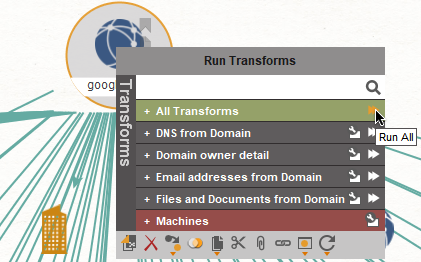 Run Transforms
goog
Transforms
+ All Transforms
Run All
+ DNS from Domain
+ Domain owner detail
+ Email addresses from Domain
+ Files and Documents from Domain
+ Machines